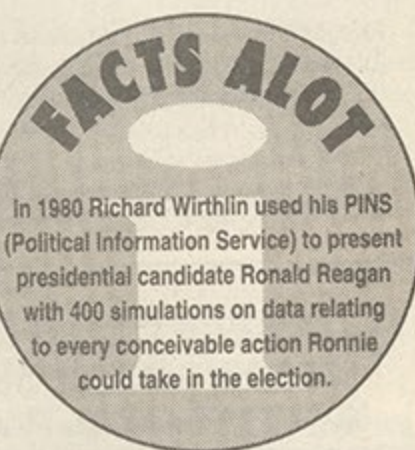 FACTS ALOT
In 1980 Richard Wirthlin used his PINS
(Political Information Service) to present
presidential candidate Ronald Reagan
with 400 simulations on data relating
to every conceivable action Ronnie
could take in the election.